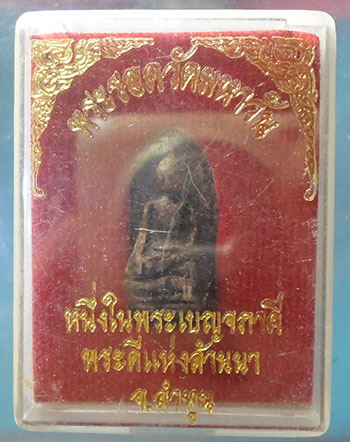 พระรอดวัดมหาวัน
หนึ่งในพระเบญจภาคี
พระดีแห่งล้านนา
จ.ลำพูน